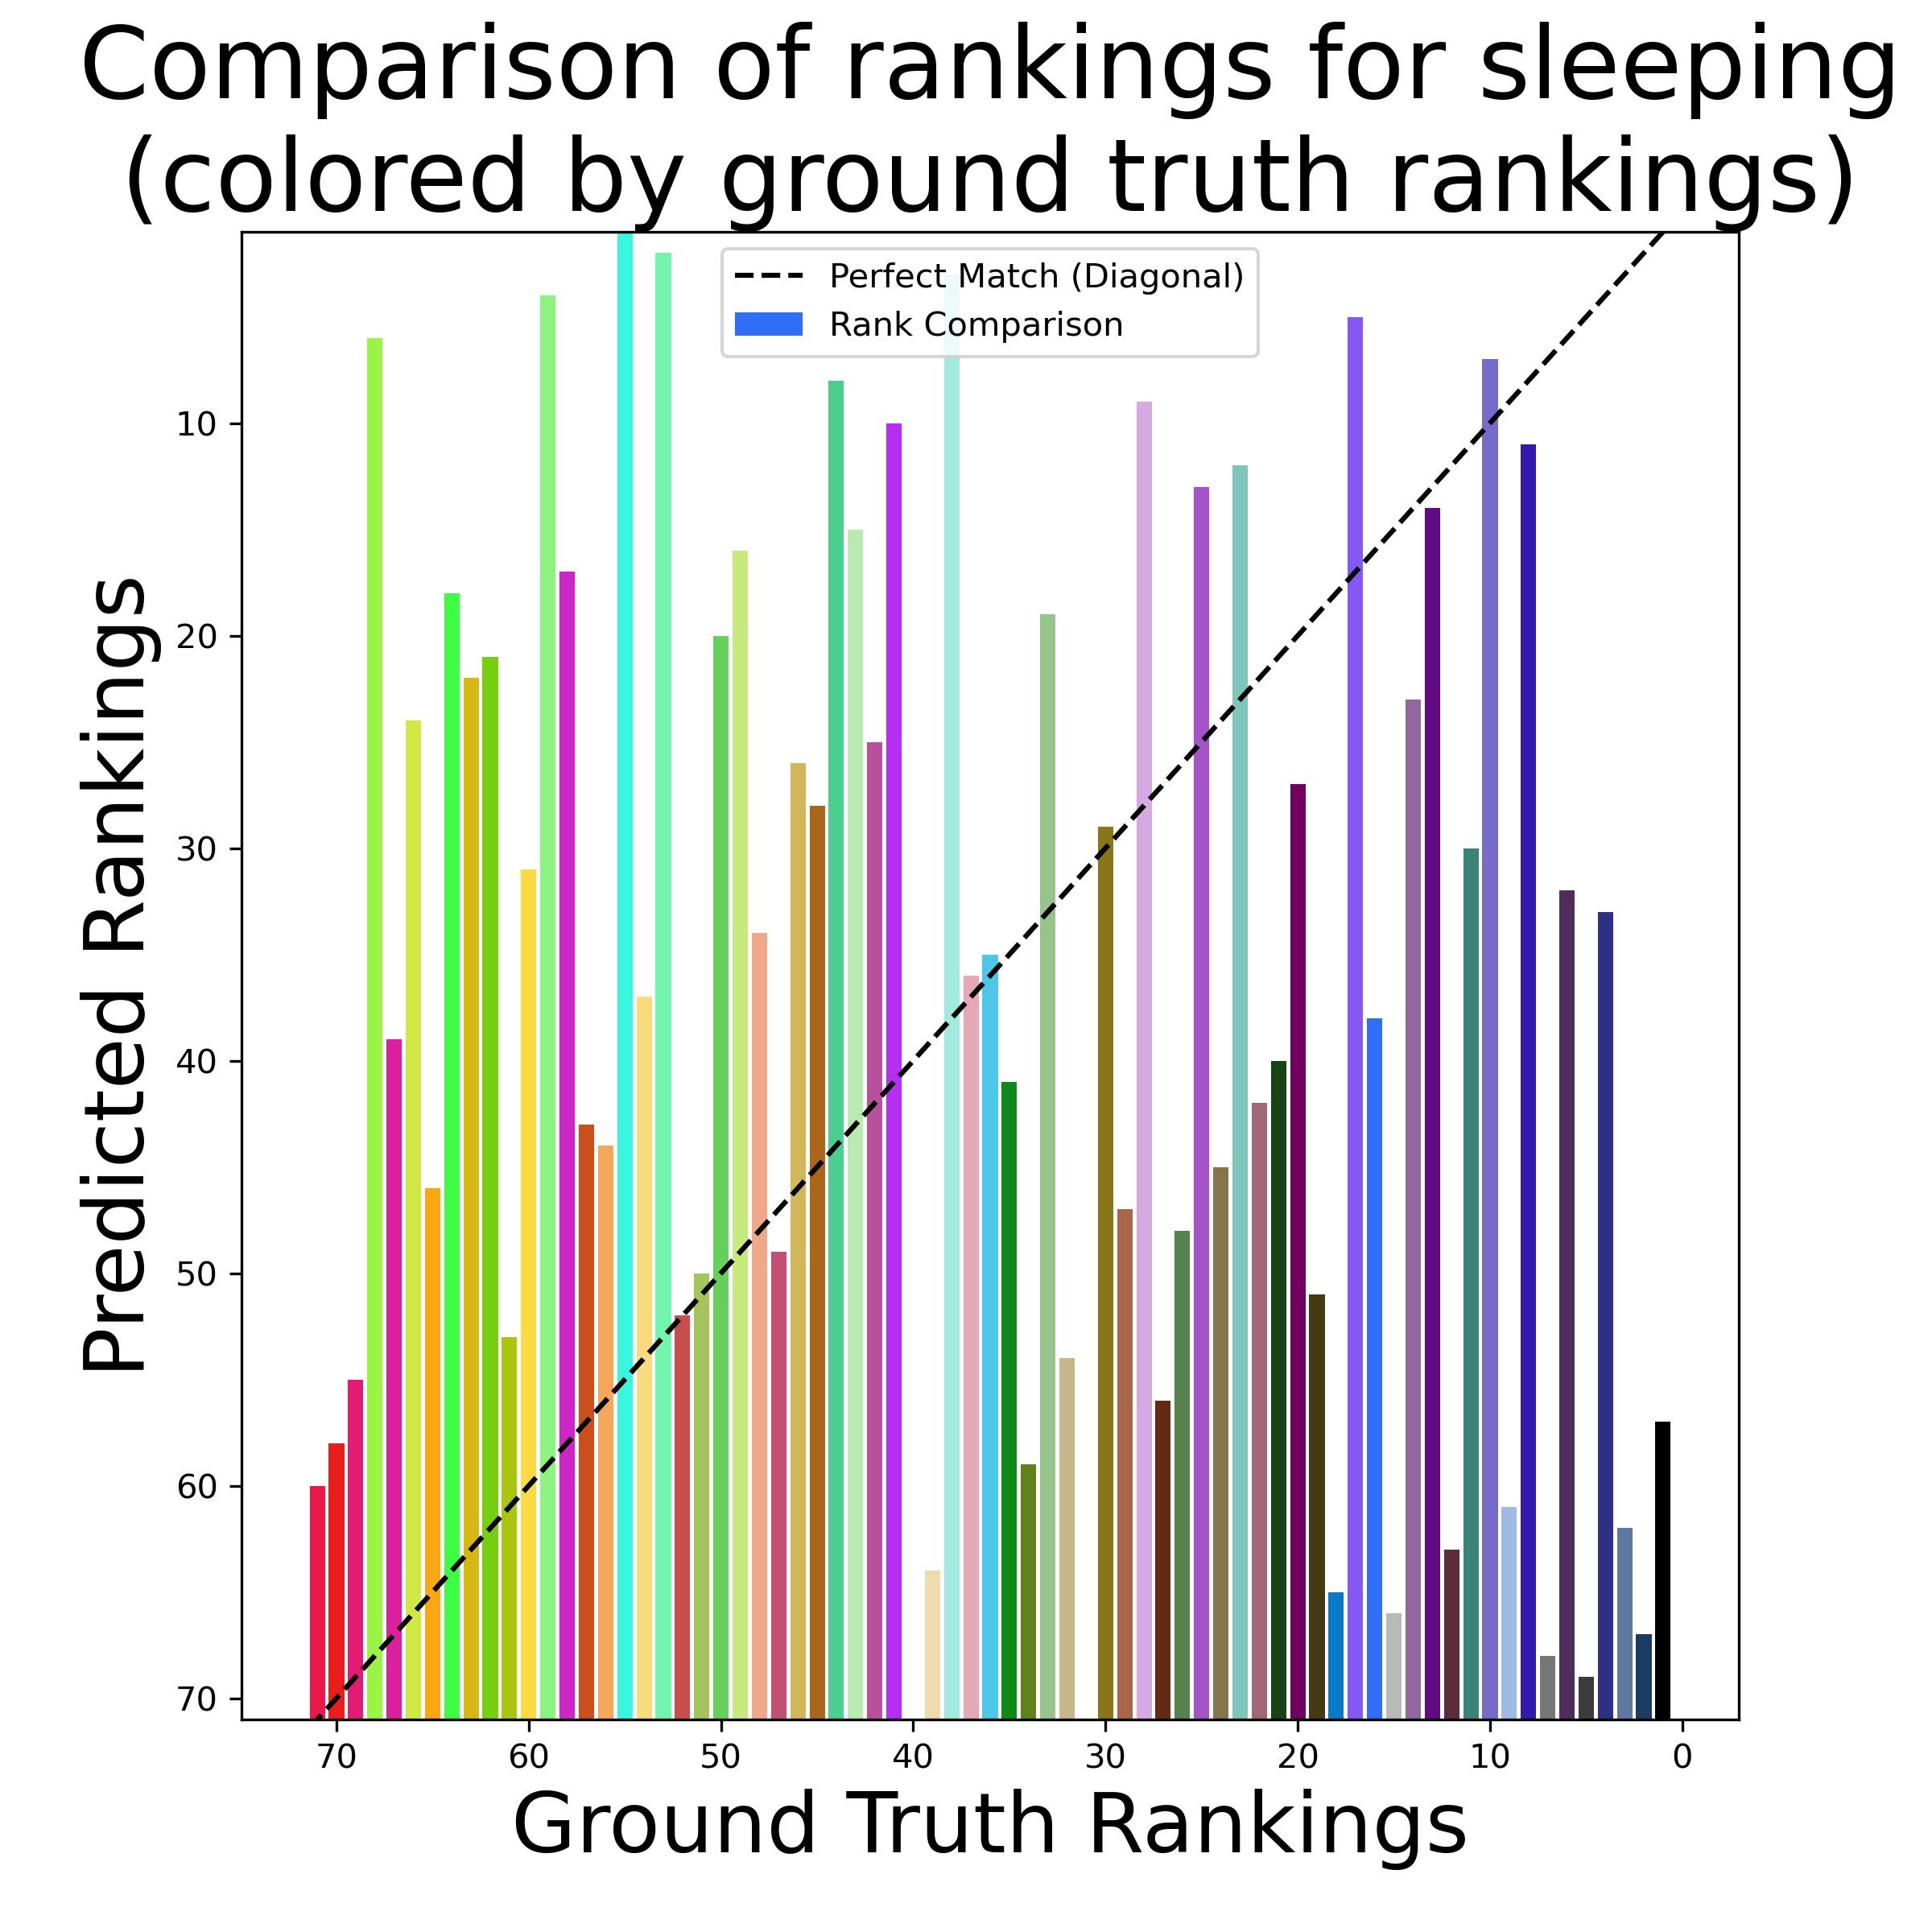 Comparison of rankings for sleeping
(colored by ground truth rankings)
Perfect Match (Diagonal)
Rank Comparison
Predicted Rankings
10
20
30
40
50
60
70
70 60 50 40 30 20 10 0
Ground Truth Rankings